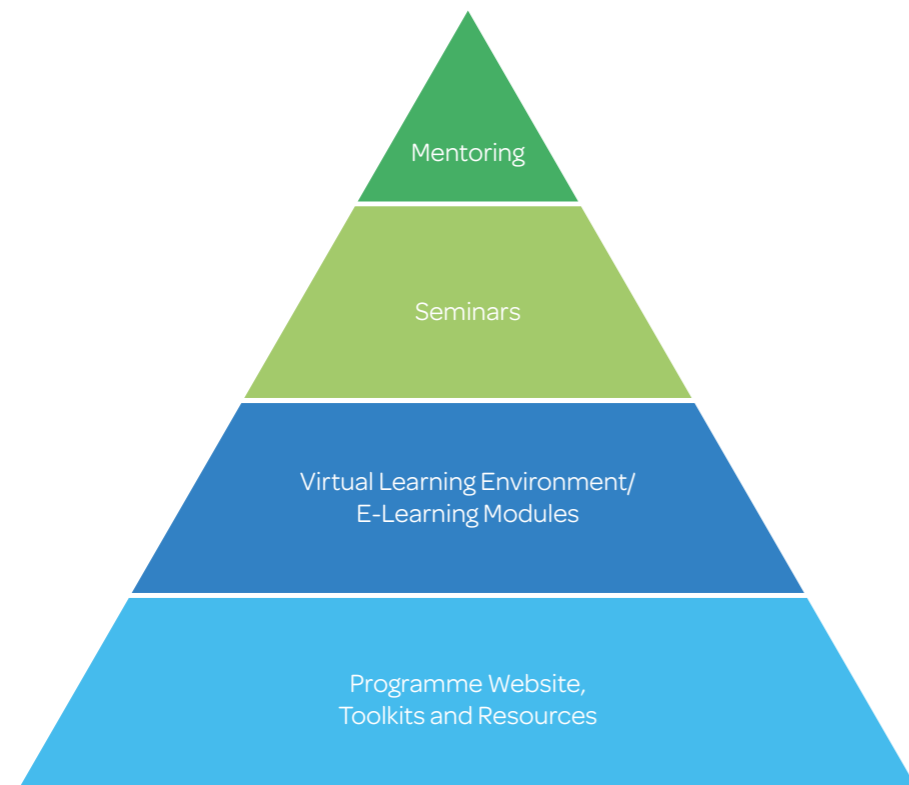 Mentoring
Seminars
Virtual Learning Environment/
E-Learning Modules
Programme Website,
Toolkits and Resources